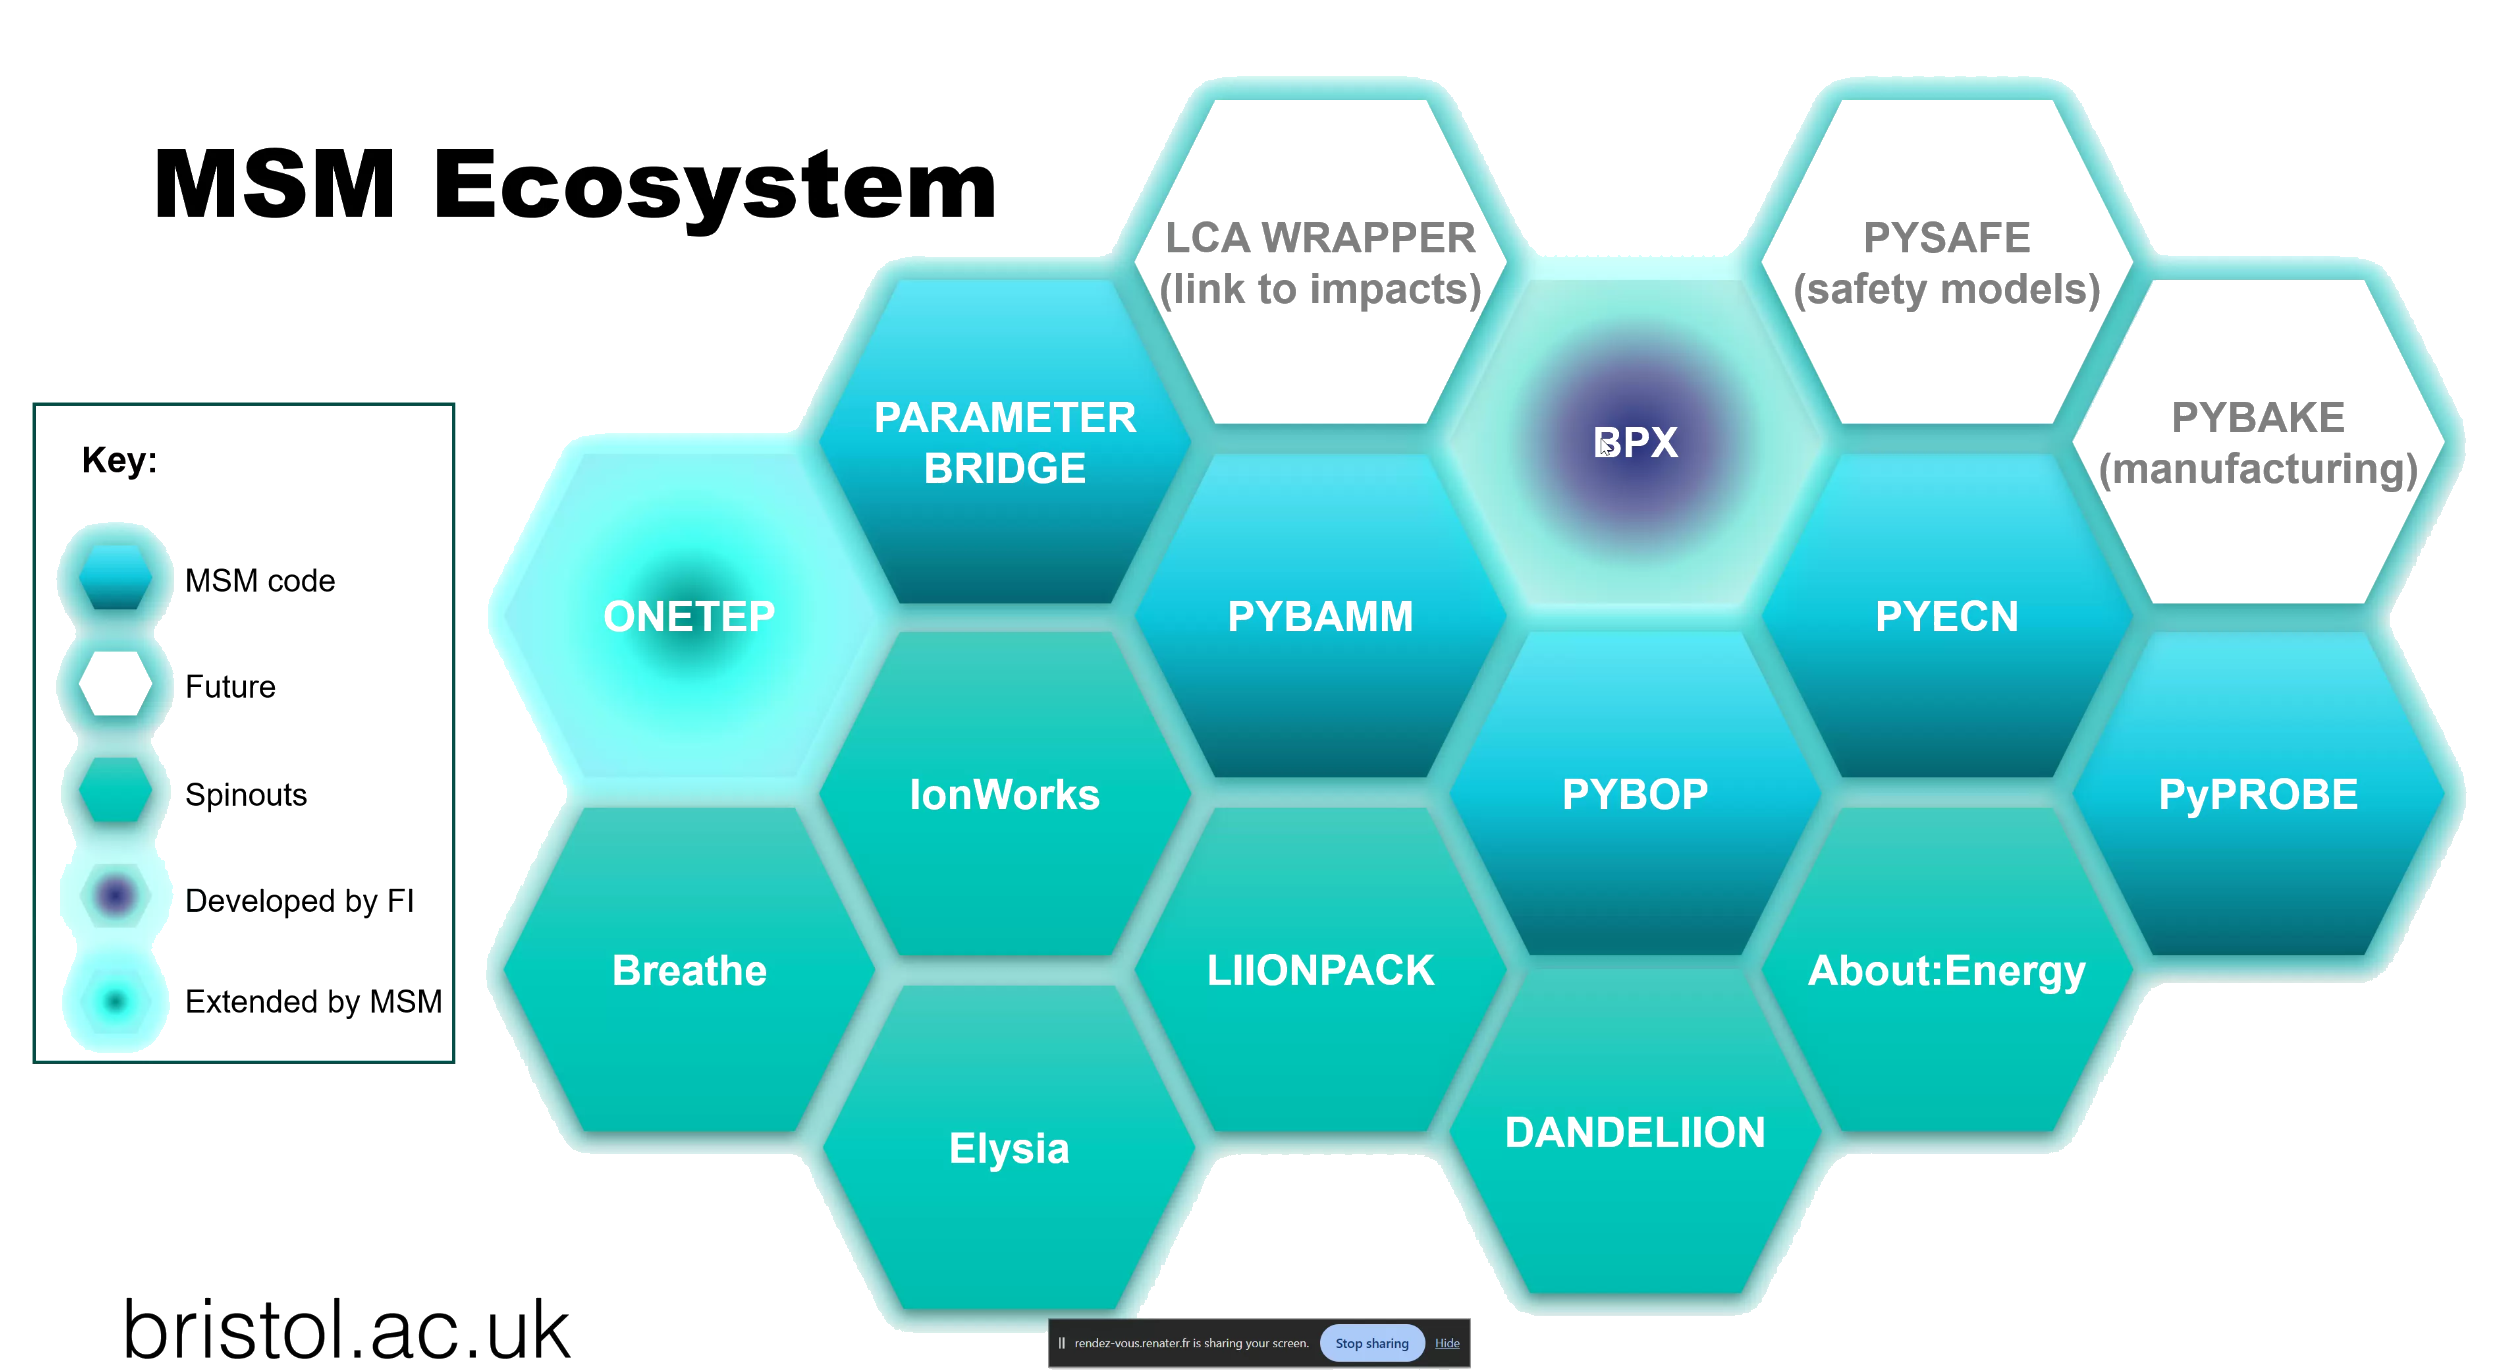 MSM Ecosystem
LCA WRAPPER
(link to impacts)
PYSAFE
(safety models)
PARAMETER
BRIDGE
BPX
PYBAKE
(manufacturing)
ONETEP
PYBAMM
PYECN
IonWorks
PYBOP
PyPROBE
Breathe
LIIONPACK
About:Energy
Elysia
DANDELIION
Key:
MSM code
Future
Spinouts
Developed by FI
Extended by MSM
bristol.ac.uk
rendez-vous.renater.fr is sharing your screen.
Stop sharing
Hide